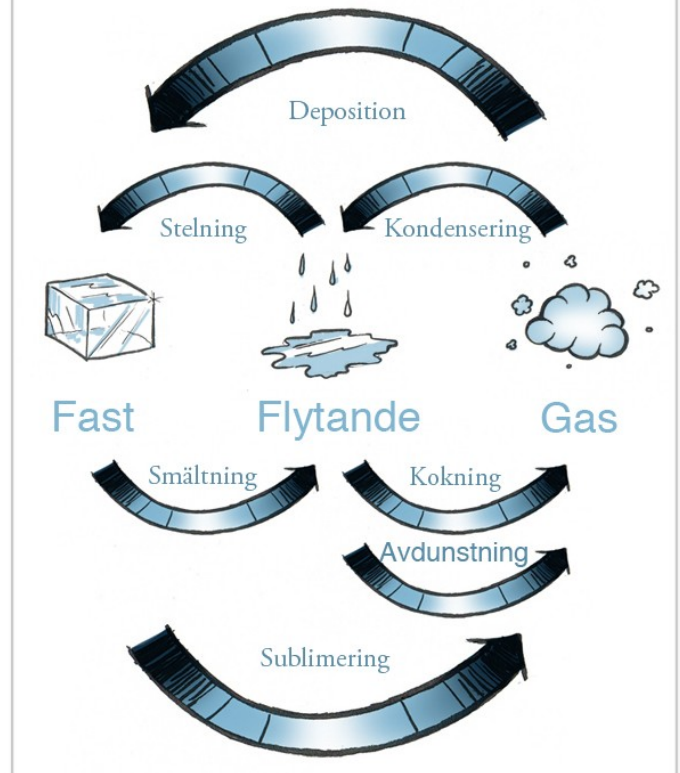 Deposition
Stelning
Kondensering
Fast
Flytande
Gas
Smältning
Kokning
Avdunstning
Sublimering